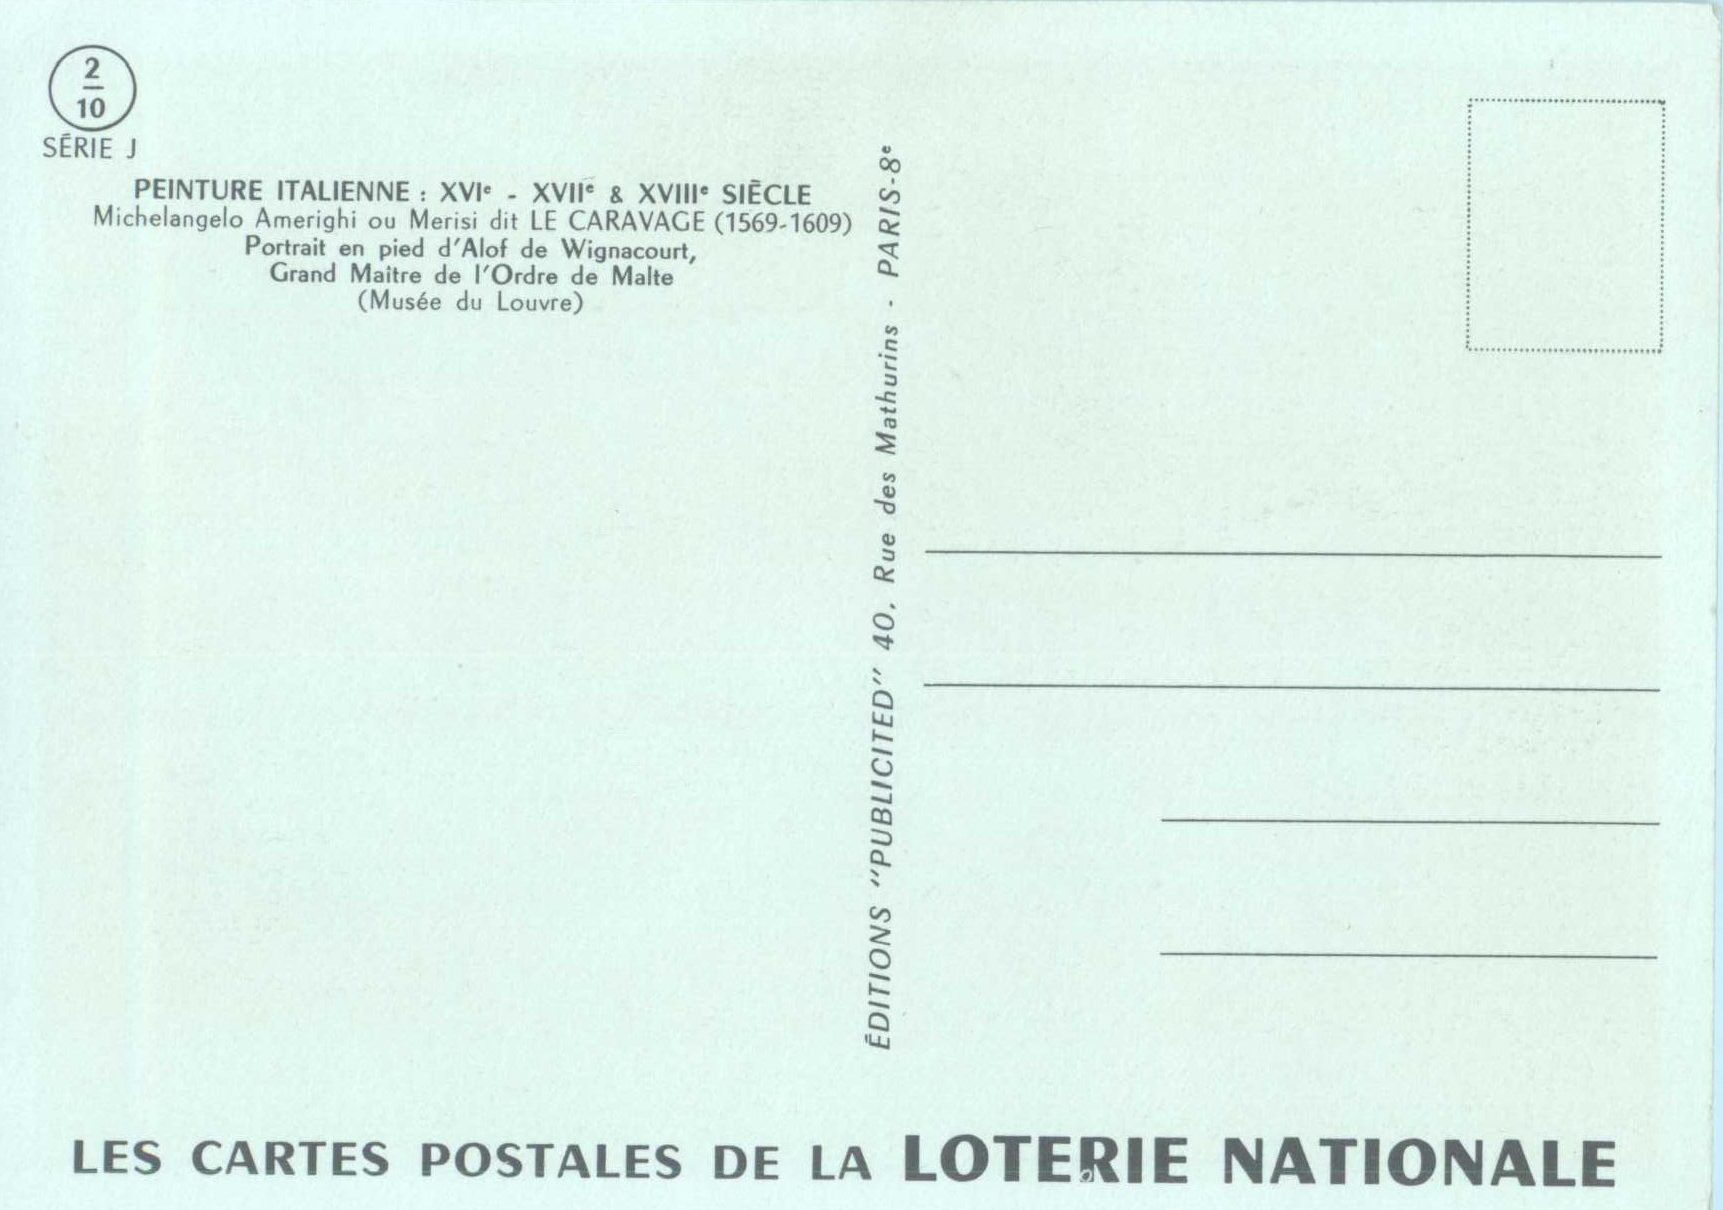 2
10
SÉRIE J
PEINTURE ITALIENNE : XVIᵉ - XVIIᵉ & XVIIIᵉ SIÈCLE
Michelangelo Amerighi ou Merisi dit LE CARAVAGE (1569-1609)
Portrait en pied d'Alof de Wignacourt,
Grand Maître de l'Ordre de Malte
(Musée du Louvre)
ÉDITIONS "PUBLICITED" 40, Rue des Mathurins - PARIS-8ᵉ
LES CARTES POSTALES DE LA LOTERIE NATIONALE